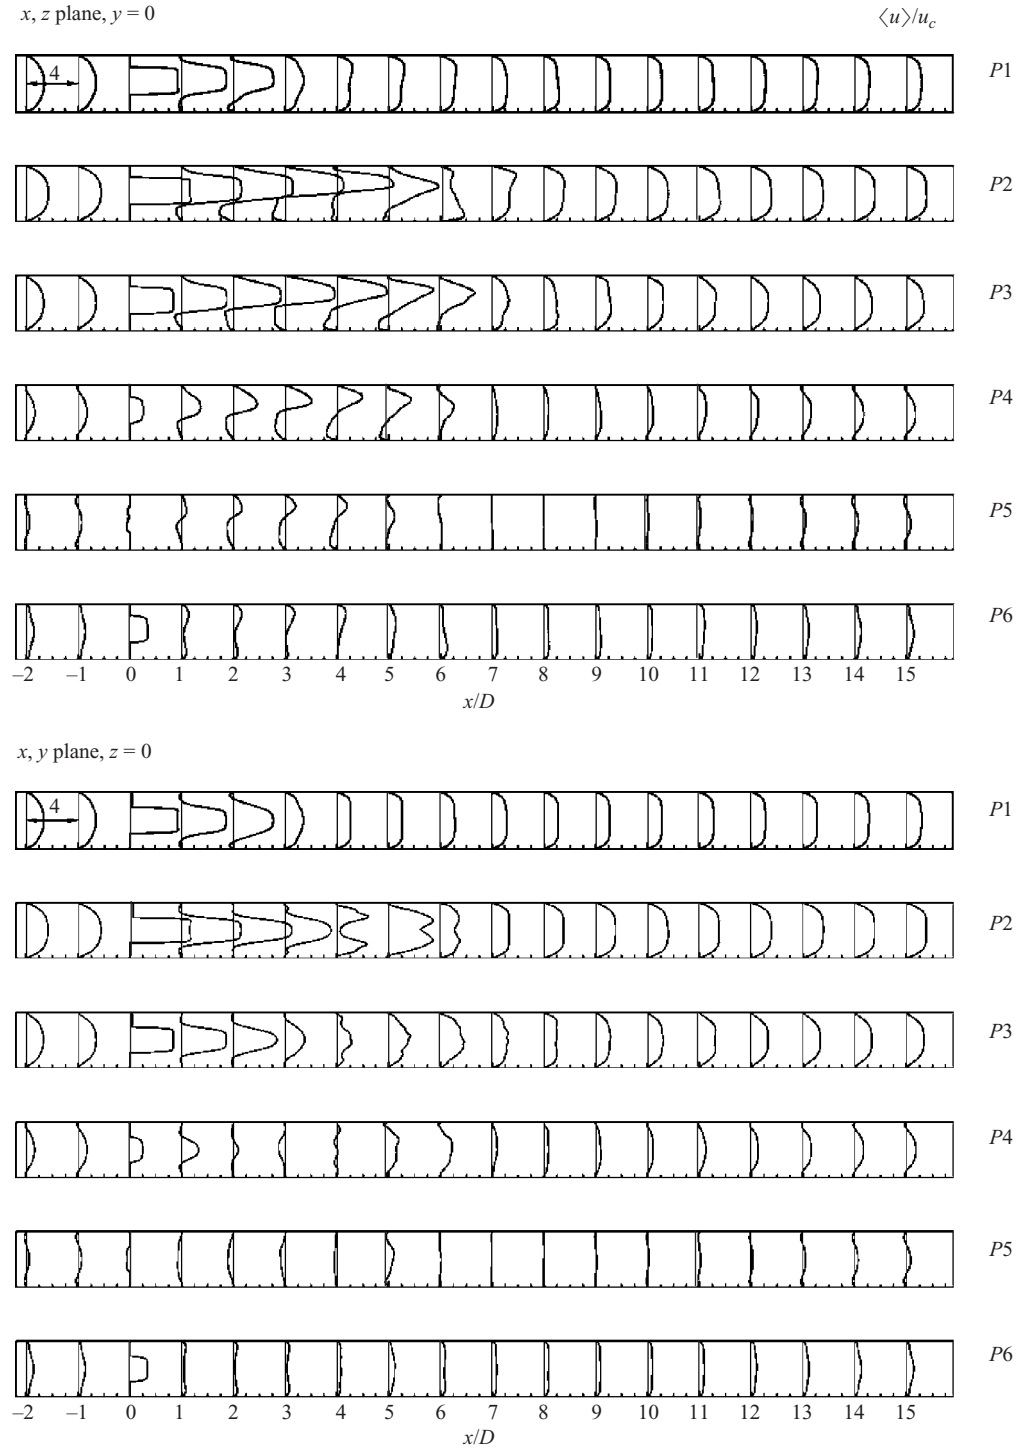 x, z plane, y = 0
⟨u⟩/u_c
4
P1
P2
P3
P4
P5
P6
–2 –1 0 1 2 3 4 5 6 7 8 9 10 11 12 13 14 15
x/D
x, y plane, z = 0
4
P1
P2
P3
P4
P5
P6
–2 –1 0 1 2 3 4 5 6 7 8 9 10 11 12 13 14 15
x/D